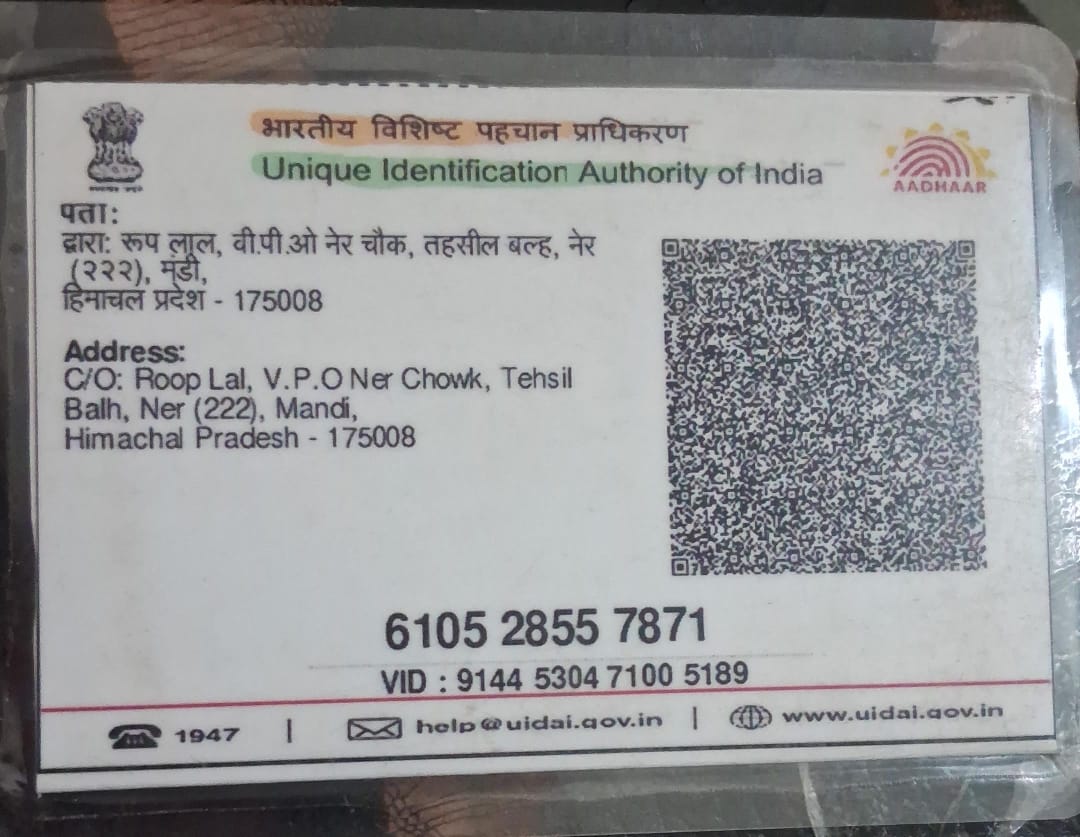 भारतीय विशिष्ट पहचान प्राधिकरण
Unique Identification Authority of India
AADHAAR
पता:
द्वारा: रूप लाल, वी.पी.ओ नेर चौक, तहसील बल्ह, नेर
(२२२), मंडी,
हिमाचल प्रदेश - 175008
Address:
C/O: Roop Lal, V.P.O Ner Chowk, Tehsil
Balh, Ner (222), Mandi,
Himachal Pradesh - 175008
6105 2855 7871
VID : 9144 5304 7100 5189
1947 | help@uidai.gov.in | www.uidai.gov.in